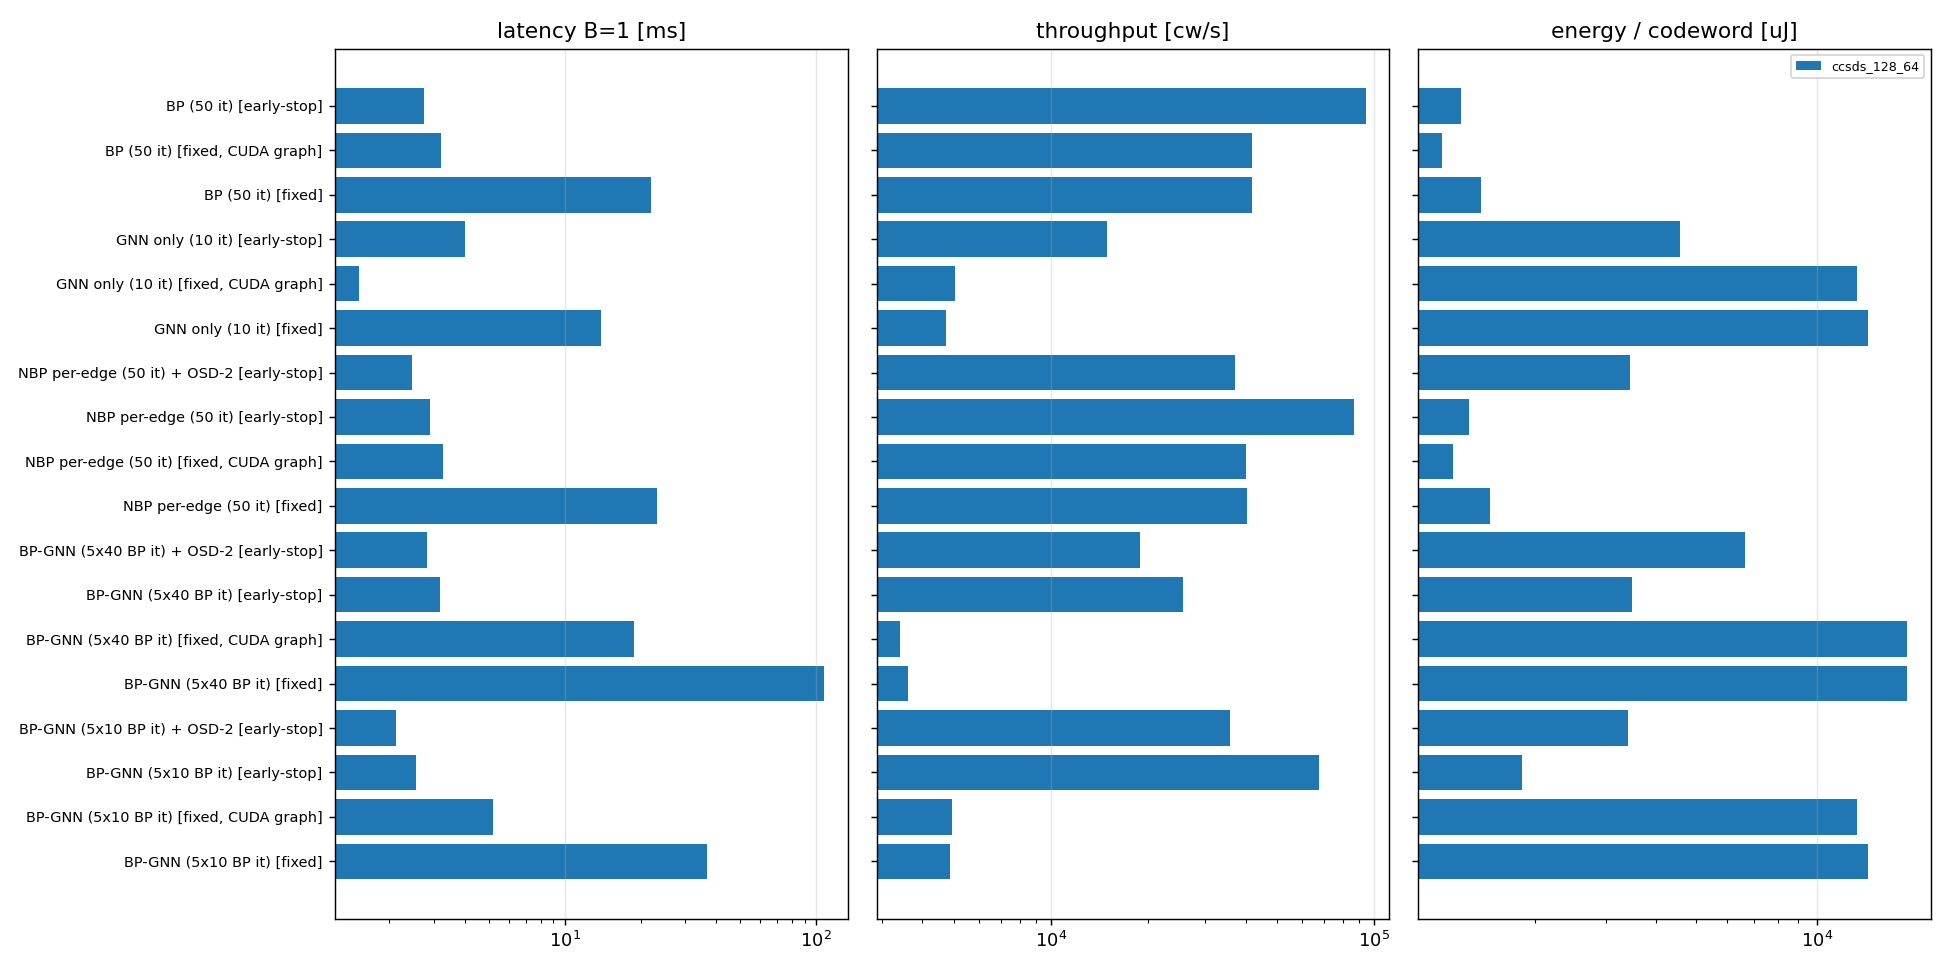 latency B=1 [ms]
throughput [cw/s]
energy / codeword [uJ]
ccsds_128_64
BP (50 it) [early-stop]
BP (50 it) [fixed, CUDA graph]
BP (50 it) [fixed]
GNN only (10 it) [early-stop]
GNN only (10 it) [fixed, CUDA graph]
GNN only (10 it) [fixed]
NBP per-edge (50 it) + OSD-2 [early-stop]
NBP per-edge (50 it) [early-stop]
NBP per-edge (50 it) [fixed, CUDA graph]
NBP per-edge (50 it) [fixed]
BP-GNN (5x40 BP it) + OSD-2 [early-stop]
BP-GNN (5x40 BP it) [early-stop]
BP-GNN (5x40 BP it) [fixed, CUDA graph]
BP-GNN (5x40 BP it) [fixed]
BP-GNN (5x10 BP it) + OSD-2 [early-stop]
BP-GNN (5x10 BP it) [early-stop]
BP-GNN (5x10 BP it) [fixed, CUDA graph]
BP-GNN (5x10 BP it) [fixed]
10¹ 10²
10⁴ 10⁵
10⁴